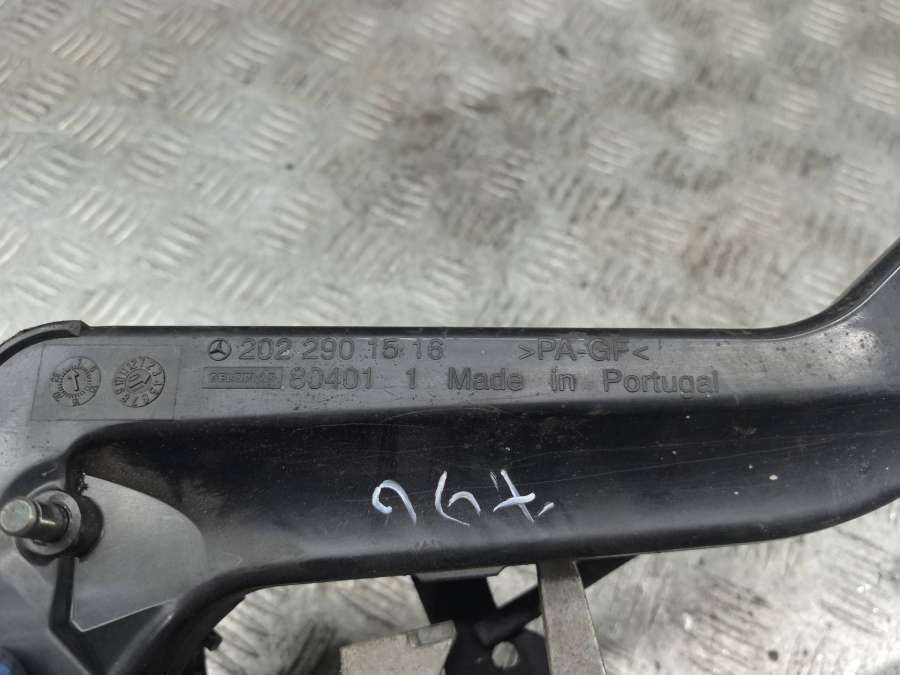 202 290 15 16 >PA-GF<
80401 1 Made in Portugal